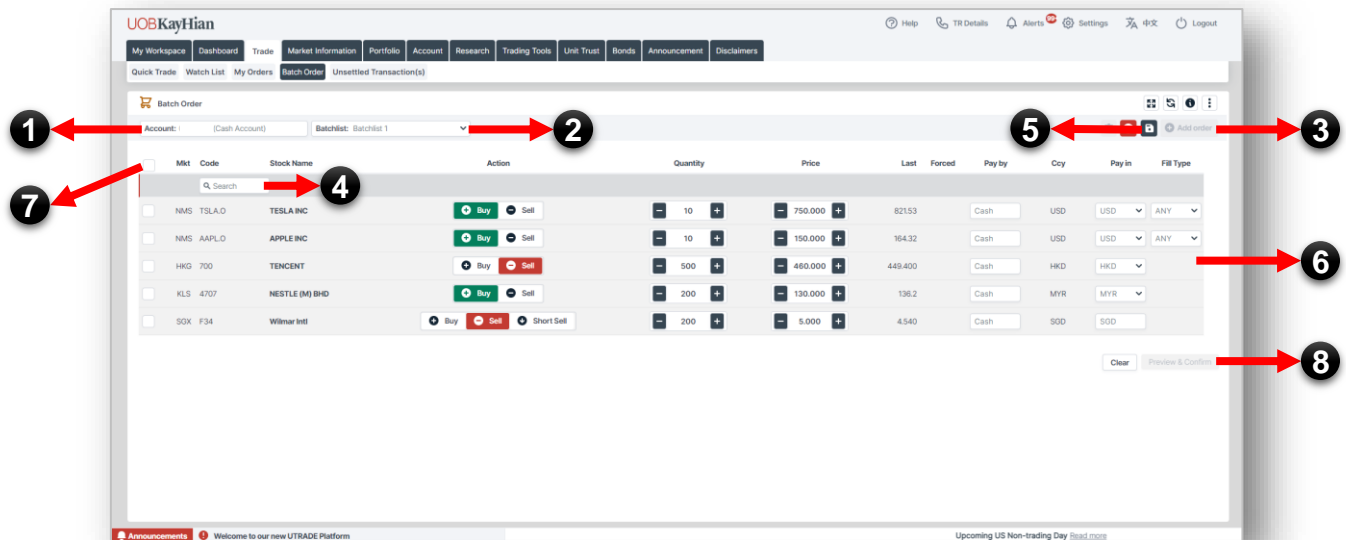 UOBKayHian
Help TR Details Alerts 99+ Settings 中文 Logout
My Workspace Dashboard Trade Market Information Portfolio Account Research Trading Tools Unit Trust Bonds Announcement Disclaimers
Quick Trade Watch List My Orders Batch Order Unsettled Transaction(s)
Batch Order
1 Account: (Cash Account) Batchlist: Batchlist 1 2 5 Add order 3
7 Mkt Code Stock Name Action Quantity Price Last Forced Pay by Ccy Pay in Fill Type
Search 4
NMS TSLA.O TESLA INC Buy Sell 10 750.000 821.53 Cash USD USD ANY
NMS AAPL.O APPLE INC Buy Sell 10 150.000 164.32 Cash USD USD ANY
HKG 700 TENCENT Buy Sell 500 460.000 449.400 Cash HKD HKD 6
KLS 4707 NESTLE (M) BHD Buy Sell 200 130.000 136.2 Cash MYR MYR
SGX F34 Wilmar Intl Buy Sell Short Sell 200 5.000 4.540 Cash SGD SGD
Clear Preview & Confirm 8
Announcements Welcome to our new UTRADE Platform Upcoming US Non-trading Day Read more